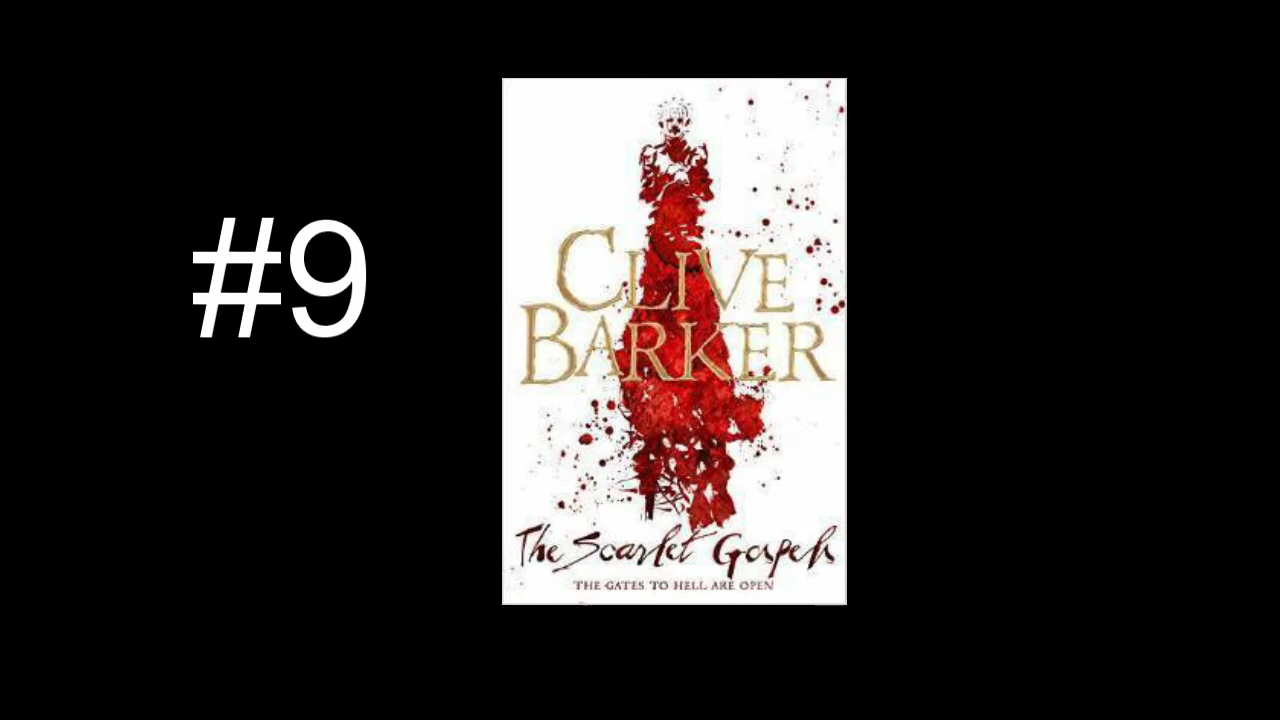 #9
CLIVE
BARKER
The Scarlet Gospels
THE GATES TO HELL ARE OPEN